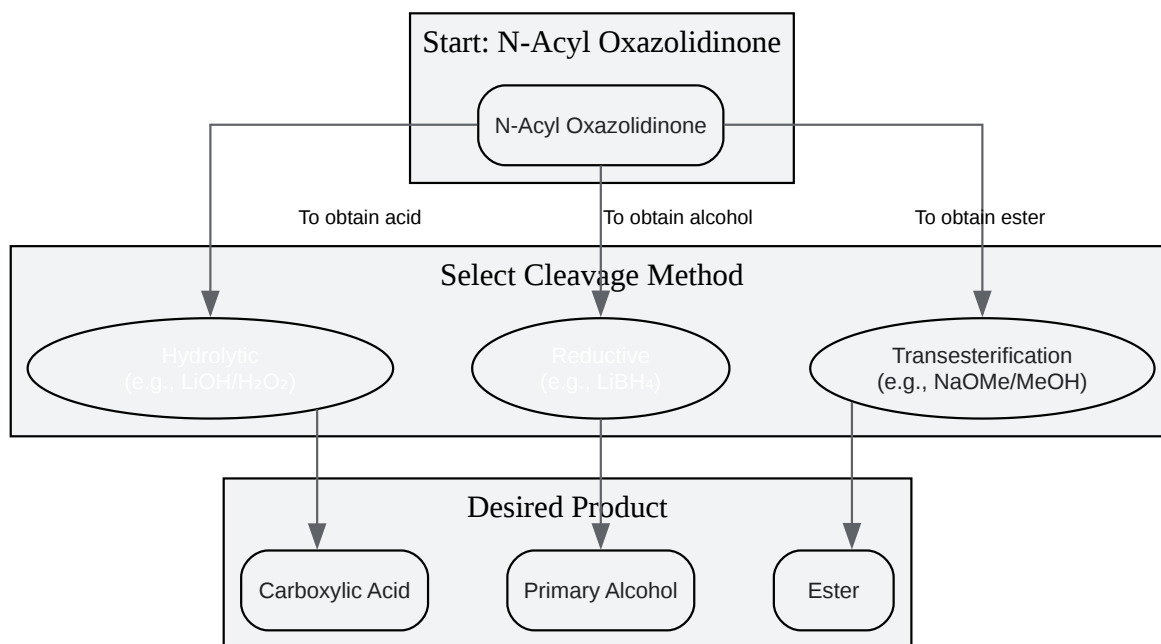 Start: N-Acyl Oxazolidinone
N-Acyl Oxazolidinone
To obtain acid
To obtain alcohol
To obtain ester
Select Cleavage Method
Hydrolytic
(e.g., LiOH/H₂O₂)
Reductive
(e.g., LiBH₄)
Transesterification
(e.g., NaOMe/MeOH)
Desired Product
Carboxylic Acid
Primary Alcohol
Ester